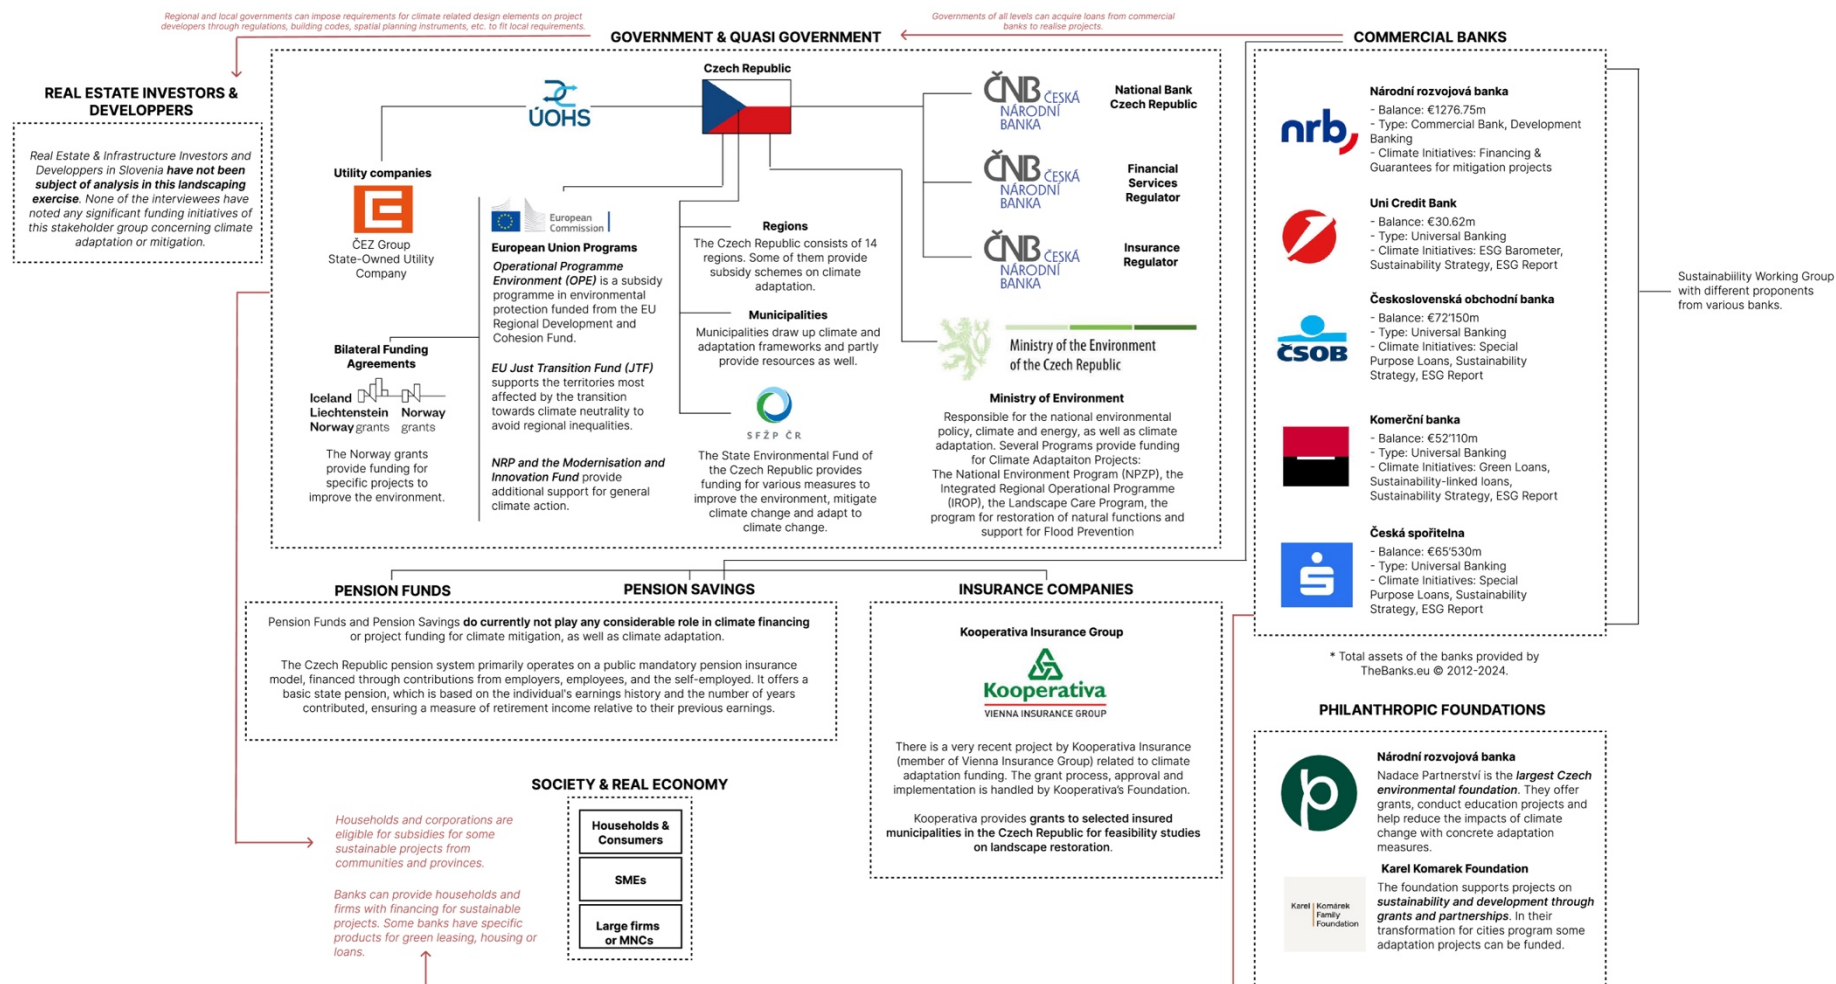 Regional and local governments can impose requirements for climate related design elements on project
developers through regulations, building codes, spatial planning instruments, etc. to fit local requirements.
Governments of all levels can acquire loans from commercial
banks to realise projects.
REAL ESTATE INVESTORS &
DEVELOPPERS
Real Estate & Infrastructure Investors and
Developpers in Slovenia have not been
subject of analysis in this landscaping
exercise. None of the interviewees have
noted any significant funding initiatives of
this stakeholder group concerning climate
adaptation or mitigation.
GOVERNMENT & QUASI GOVERNMENT
Czech Republic
ÚOHS
Utility companies
ČEZ Group
State-Owned Utility
Company
Bilateral Funding
Agreements
Iceland
Liechtenstein
Norway grants
Norway
grants
The Norway grants
provide funding for
specific projects to
improve the environment.
European
Commission
European Union Programs
Operational Programme
Environment (OPE) is a subsidy
programme in environmental
protection funded from the EU
Regional Development and
Cohesion Fund.
EU Just Transition Fund (JTF)
supports the territories most
affected by the transition
towards climate neutrality to
avoid regional inequalities.
NRP and the Modernisation and
Innovation Fund provide
additional support for general
climate action.
Regions
The Czech Republic consists of 14
regions. Some of them provide
subsidy schemes on climate
adaptation.
Municipalities
Municipalities draw up climate and
adaptation frameworks and partly
provide resources as well.
SFŽP ČR
The State Environmental Fund of
the Czech Republic provides
funding for various measures to
improve the environment, mitigate
climate change and adapt to
climate change.
ČNB ČESKÁ
NÁRODNÍ
BANKA
National Bank
Czech Republic
ČNB ČESKÁ
NÁRODNÍ
BANKA
Financial
Services
Regulator
ČNB ČESKÁ
NÁRODNÍ
BANKA
Insurance
Regulator
Ministry of the Environment
of the Czech Republic
Ministry of Environment
Responsible for the national environmental
policy, climate and energy, as well as climate
adaptation. Several Programs provide funding
for Climate Adaptaiton Projects:
The National Environment Program (NPZP), the
Integrated Regional Operational Programme
(IROP), the Landscape Care Program, the
program for restoration of natural functions and
support for Flood Prevention
COMMERCIAL BANKS
nrb
Národní rozvojová banka
- Balance: €1276.75m
- Type: Commercial Bank, Development
Banking
- Climate Initiatives: Financing &
Guarantees for mitigation projects
Uni Credit Bank
- Balance: €30.62m
- Type: Universal Banking
- Climate Initiatives: ESG Barometer,
Sustainability Strategy, ESG Report
ČSOB
Československá obchodní banka
- Balance: €72'150m
- Type: Universal Banking
- Climate Initiatives: Special
Purpose Loans, Sustainability
Strategy, ESG Report
Komerční banka
- Balance: €52'110m
- Type: Universal Banking
- Climate Initiatives: Green Loans,
Sustainability-linked loans,
Sustainability Strategy, ESG Report
Česká spořitelna
- Balance: €65'530m
- Type: Universal Banking
- Climate Initiatives: Special
Purpose Loans, Sustainability
Strategy, ESG Report
Sustainabiility Working Group
with different proponents
from various banks.
* Total assets of the banks provided by
TheBanks.eu © 2012-2024.
PENSION FUNDS
PENSION SAVINGS
Pension Funds and Pension Savings do currently not play any considerable role in climate financing
or project funding for climate mitigation, as well as climate adaptation.
The Czech Republic pension system primarily operates on a public mandatory pension insurance
model, financed through contributions from employers, employees, and the self-employed. It offers a
basic state pension, which is based on the individual's earnings history and the number of years
contributed, ensuring a measure of retirement income relative to their previous earnings.
INSURANCE COMPANIES
Kooperativa Insurance Group
Kooperativa
VIENNA INSURANCE GROUP
There is a very recent project by Kooperativa Insurance
(member of Vienna Insurance Group) related to climate
adaptation funding. The grant process, approval and
implementation is handled by Kooperativa's Foundation.
Kooperativa provides grants to selected insured
municipalities in the Czech Republic for feasibility studies
on landscape restoration.
PHILANTHROPIC FOUNDATIONS
Národní rozvojová banka
Nadace Partnerství is the largest Czech
environmental foundation. They offer
grants, conduct education projects and
help reduce the impacts of climate
change with concrete adaptation
measures.
Karel
Komárek
Family
Foundation
Karel Komarek Foundation
The foundation supports projects on
sustainability and development through
grants and partnerships. In their
transformation for cities program some
adaptation projects can be funded.
SOCIETY & REAL ECONOMY
Households &
Consumers
SMEs
Large firms
or MNCs
Households and corporations are
eligible for subsidies for some
sustainable projects from
communities and provinces.
Banks can provide households and
firms with financing for sustainable
projects. Some banks have specific
products for green leasing, housing or
loans.